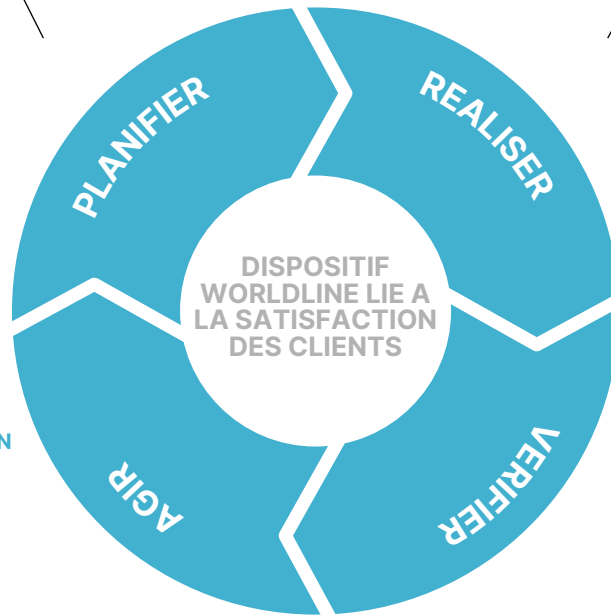 PLANIFIER
REALISER
DISPOSITIF
WORLDLINE LIE A
LA SATISFACTION
DES CLIENTS
N
AGIR
VERIFIER